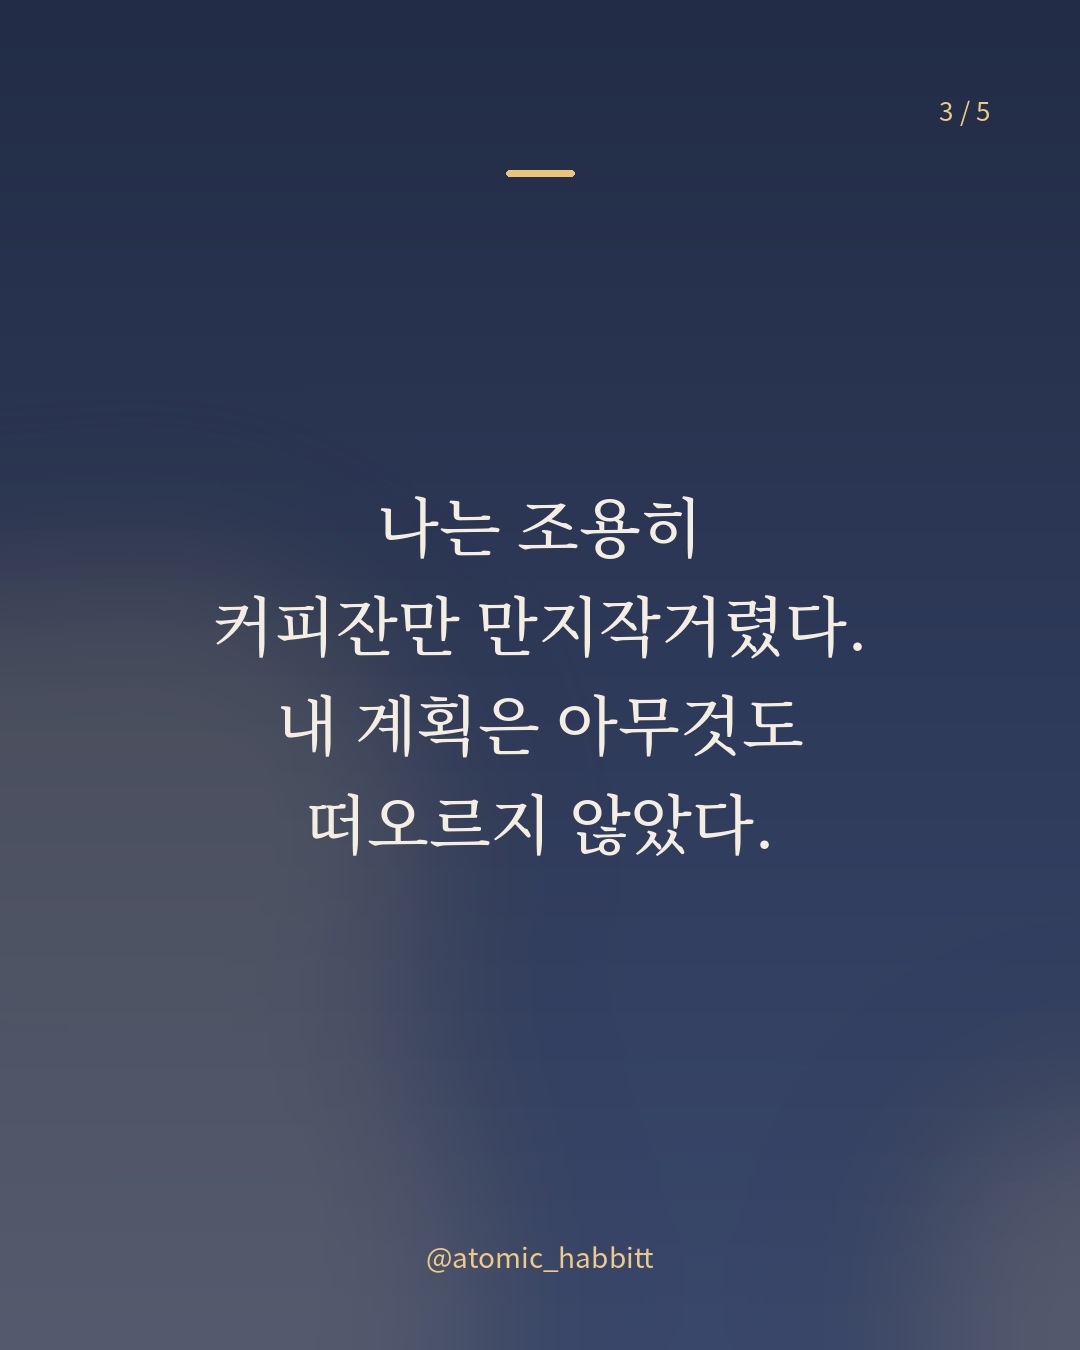 3 / 5
나는 조용히
커피잔만 만지작거렸다.
내 계획은 아무것도
떠오르지 않았다.
@atomic_habbitt